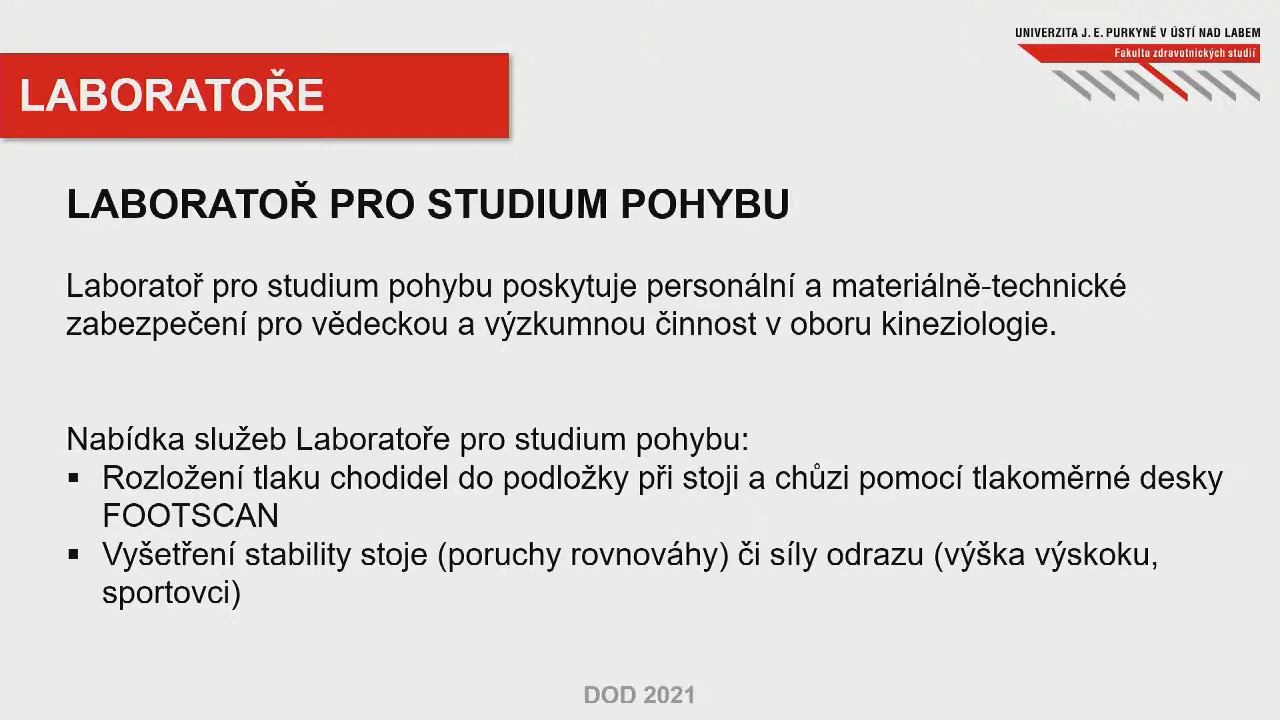 UNIVERZITA J. E. PURKYNĚ V ÚSTÍ NAD LABEM
Fakulta zdravotnických studií
LABORATOŘE
LABORATOŘ PRO STUDIUM POHYBU
Laboratoř pro studium pohybu poskytuje personální a materiálně-technické
zabezpečení pro vědeckou a výzkumnou činnost v oboru kineziologie.
Nabídka služeb Laboratoře pro studium pohybu:
▪ Rozložení tlaku chodidel do podložky při stoji a chůzi pomocí tlakoměrné desky
FOOTSCAN
▪ Vyšetření stability stoje (poruchy rovnováhy) či síly odrazu (výška výskoku,
sportovci)
DOD 2021